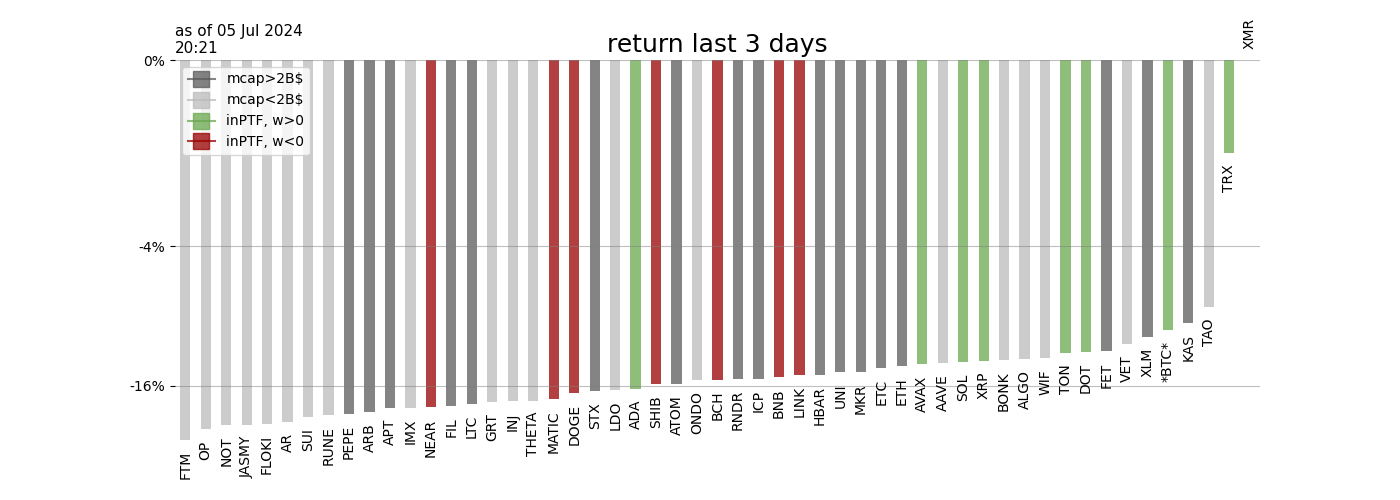 as of 05 Jul 2024
20:21
return last 3 days
XMR
0%
mcap>2B$
mcap<2B$
inPTF, w>0
inPTF, w<0
TRX
-4%
-16%
FTM
OP
NOT
JASMY
FLOKI
AR
SUI
RUNE
PEPE
ARB
APT
IMX
NEAR
FIL
LTC
GRT
INJ
THETA
MATIC
DOGE
STX
LDO
ADA
SHIB
ATOM
ONDO
BCH
RNDR
ICP
BNB
LINK
HBAR
UNI
MKR
ETC
ETH
AVAX
AAVE
SOL
XRP
BONK
ALGO
WIF
TON
DOT
FET
VET
XLM
*BTC*
KAS
TAO